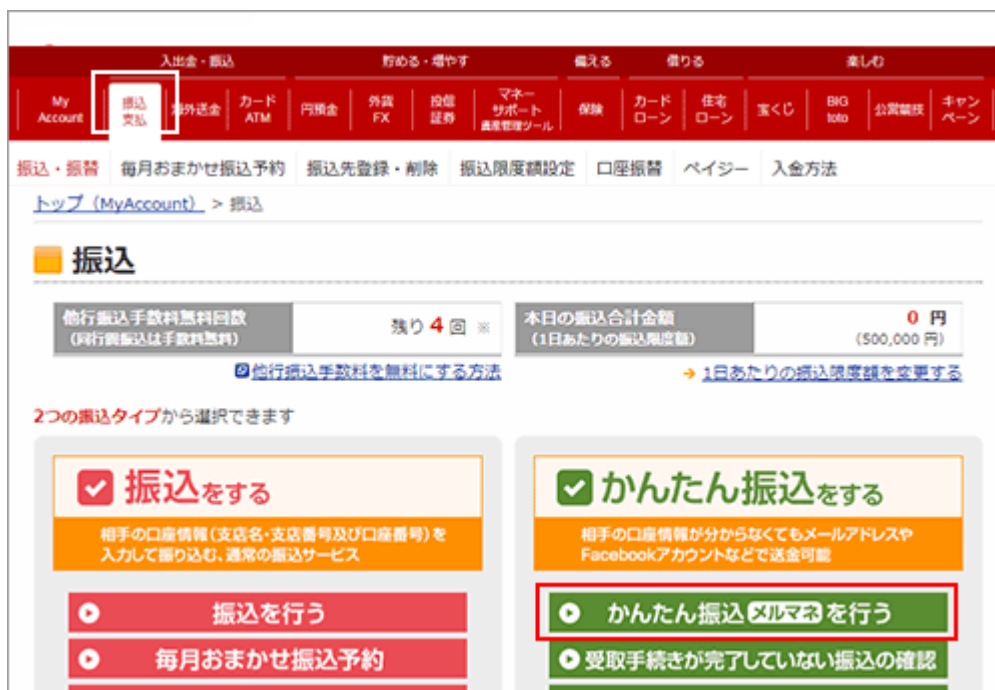 入出金・振込 貯める・増やす 備える 借りる 楽しむ
My Account 振込 支払 海外送金 カード ATM 円預金 外貨 FX 投信 証券 マネー サポート 資産管理ツール 保険 カード ローン 住宅 ローン 宝くじ BIG toto 公営競技 キャン ペーン
振込・振替 毎月おまかせ振込予約 振込先登録・削除 振込限度額設定 口座振替 ペイジー 入金方法
トップ（MyAccount） > 振込
振込
他行振込手数料無料回数
（同行間振込は手数料無料）
残り 4 回 ※
本日の振込合計金額
（1日あたりの振込限度額）
0 円
(500,000 円)
他行振込手数料を無料にする方法
1日あたりの振込限度額を変更する
2つの振込タイプから選択できます
振込をする
相手の口座情報（支店名・支店番号及び口座番号）を
入力して振り込む、通常の振込サービス
振込を行う
毎月おまかせ振込予約
かんたん振込をする
相手の口座情報が分からなくてもメールアドレスや
Facebookアカウントなどで送金可能
かんたん振込 メルマネ を行う
受取手続きが完了していない振込の確認